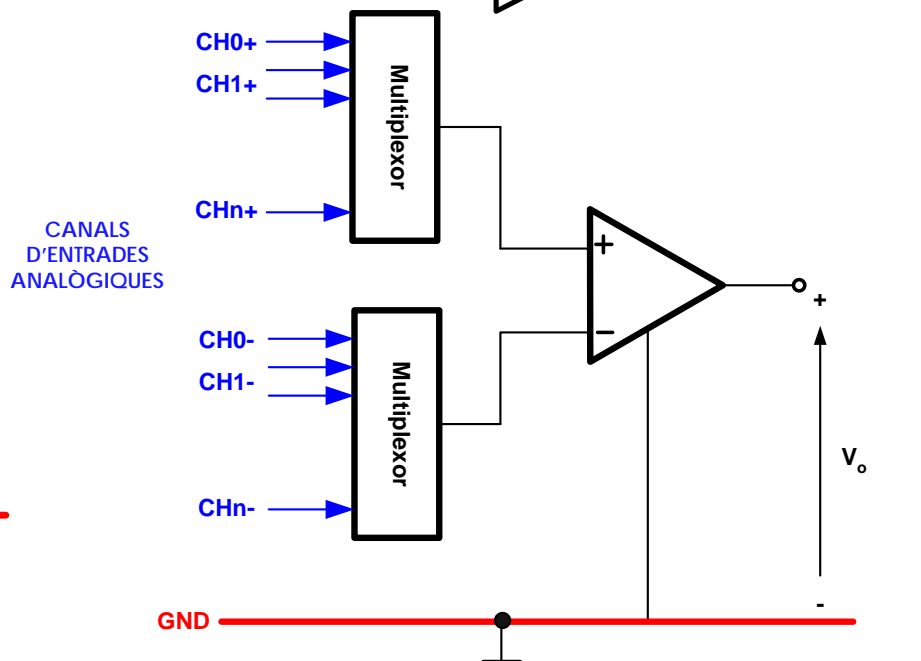 CH0+
CH1+
CHn+
Multiplexor
CANALS
D'ENTRADES
ANALÒGIQUES
+
−
+
CH0-
CH1-
CHn-
Multiplexor
Vo
-
GND